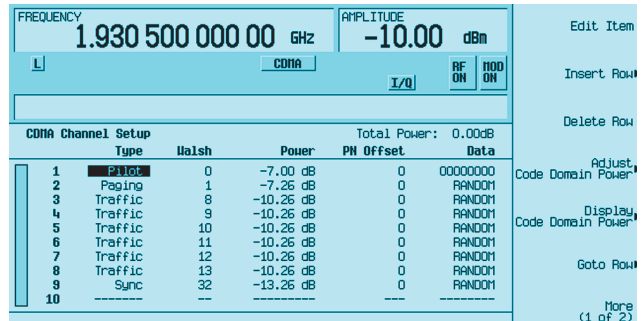 FREQUENCY
1.930 500 000 00 GHz
AMPLITUDE
-10.00 dBm
L
CDMA
I/Q
RF ON
MOD ON
CDMA Channel Setup Total Power: 0.00dB
Type Walsh Power PN Offset Data
1 Pilot 0 -7.00 dB 0 00000000
2 Paging 1 -7.26 dB 0 RANDOM
3 Traffic 8 -10.26 dB 0 RANDOM
4 Traffic 9 -10.26 dB 0 RANDOM
5 Traffic 10 -10.26 dB 0 RANDOM
6 Traffic 11 -10.26 dB 0 RANDOM
7 Traffic 12 -10.26 dB 0 RANDOM
8 Traffic 13 -10.26 dB 0 RANDOM
9 Sync 32 -13.26 dB 0 RANDOM
10 ------- -- --------- --- --------
Edit Item
Insert Row
Delete Row
Adjust
Code Domain Power
Display
Code Domain Power
Goto Row
More
(1 of 2)